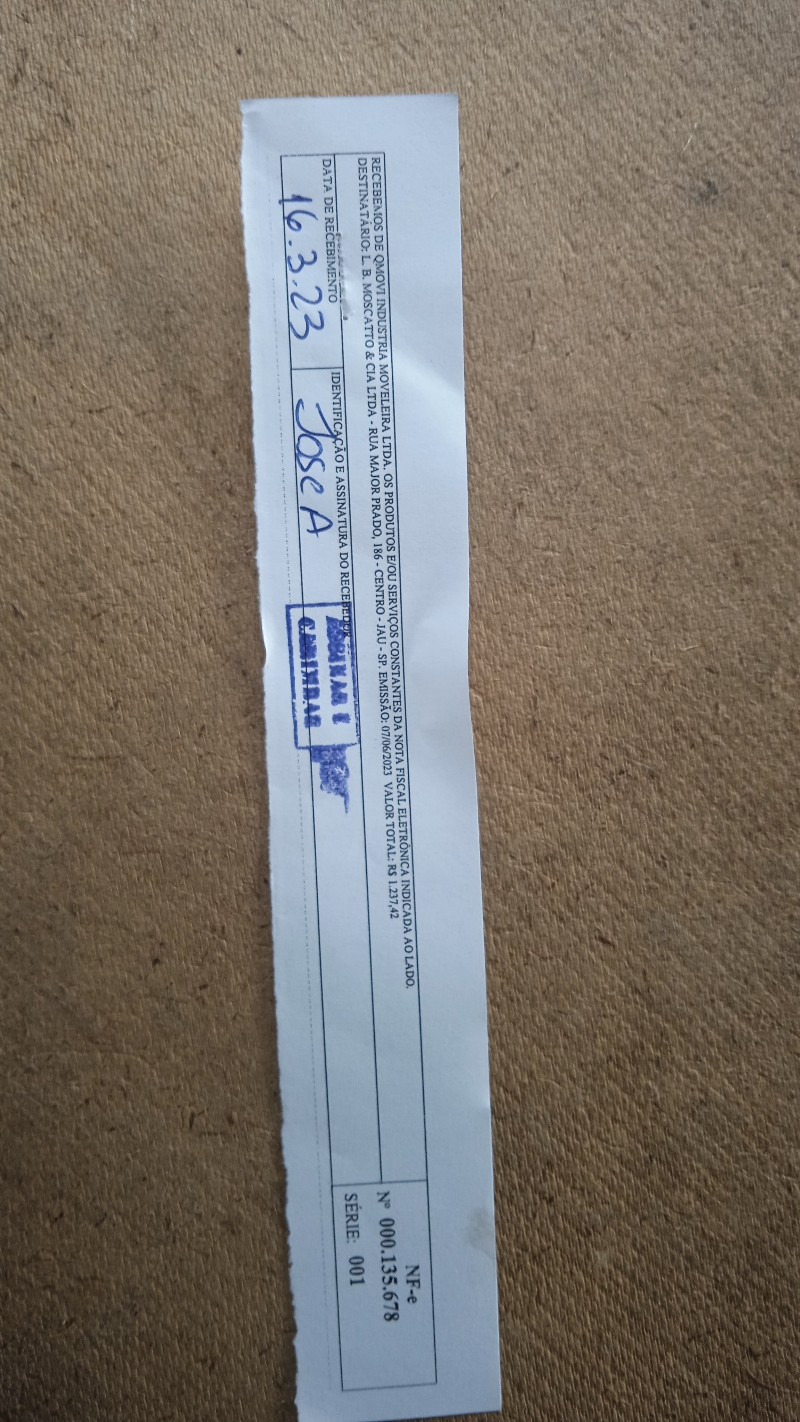 RECEBEMOS DE QMOVI INDUSTRIA MOVELEIRA LTDA. OS PRODUTOS E/OU SERVIÇOS CONSTANTES DA NOTA FISCAL ELETRÔNICA INDICADA AO LADO.
DESTINATÁRIO: L. B. MOSCATTO & CIA LTDA - RUA MAJOR PRADO, 186 - CENTRO - JAU - SP. EMISSÃO: 07/06/2023 VALOR TOTAL: R$ 1.237,42
DATA DE RECEBIMENTO
16.3.23
IDENTIFICAÇÃO E ASSINATURA DO RECEBEDOR
Jose A
ASSINAR E
CARIMBAR
NF-e
Nº 000.135.678
SÉRIE: 001